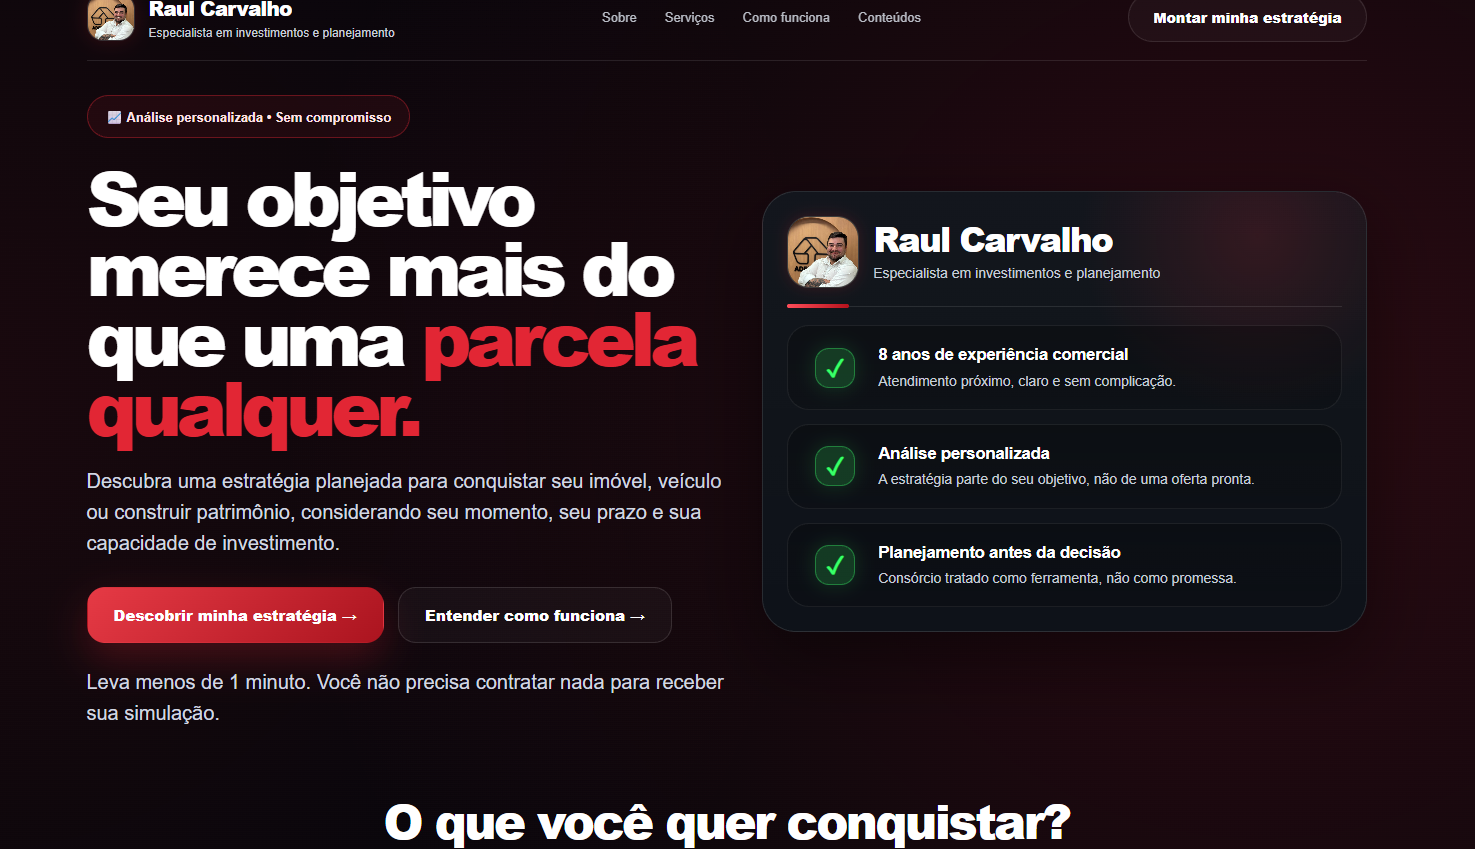 Raul Carvalho
Especialista em investimentos e planejamento
Sobre
Serviços
Como funciona
Conteúdos
Montar minha estratégia
Análise personalizada • Sem compromisso
Seu objetivo
merece mais do
que uma parcela
qualquer.
Descubra uma estratégia planejada para conquistar seu imóvel, veículo
ou construir patrimônio, considerando seu momento, seu prazo e sua
capacidade de investimento.
Descobrir minha estratégia →
Entender como funciona →
Leva menos de 1 minuto. Você não precisa contratar nada para receber
sua simulação.
Raul Carvalho
Especialista em investimentos e planejamento
8 anos de experiência comercial
Atendimento próximo, claro e sem complicação.
Análise personalizada
A estratégia parte do seu objetivo, não de uma oferta pronta.
Planejamento antes da decisão
Consórcio tratado como ferramenta, não como promessa.
O que você quer conquistar?